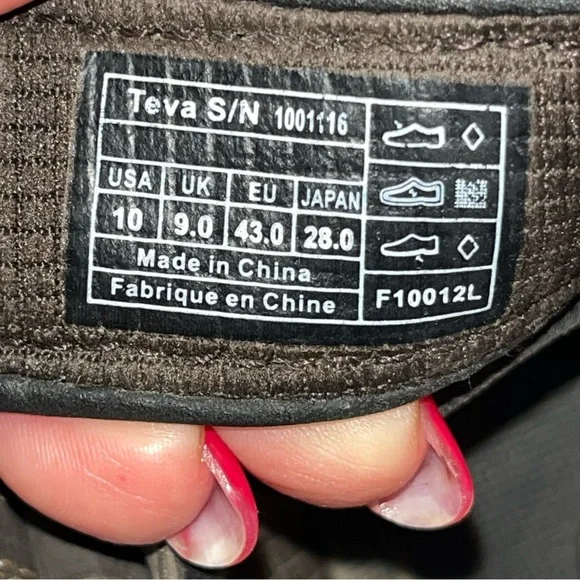 Teva S/N 1001116
USA UK EU JAPAN
10 9.0 43.0 28.0
Made in China
Fabrique en Chine
F10012L